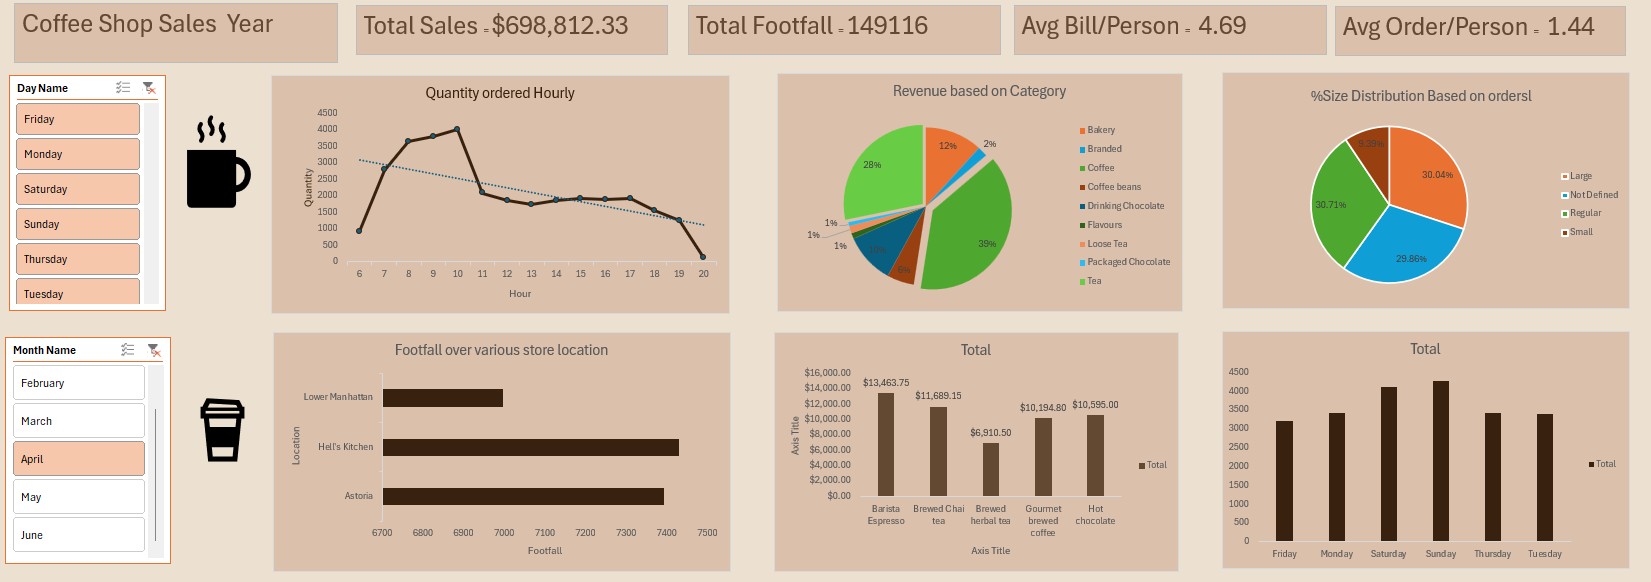 Coffee Shop Sales Year
Total Sales = $698,812.33
Total Footfall = 149116
Avg Bill/Person = 4.69
Avg Order/Person = 1.44
Day Name
Friday
Monday
Saturday
Sunday
Thursday
Tuesday
Quantity ordered Hourly
Quantity
4500
4000
3500
3000
2500
2000
1500
1000
500
0
6 7 8 9 10 11 12 13 14 15 16 17 18 19 20
Hour
Revenue based on Category
12%
2%
39%
6%
10%
1%
1%
1%
28%
Bakery
Branded
Coffee
Coffee beans
Drinking Chocolate
Flavours
Loose Tea
Packaged Chocolate
Tea
%Size Distribution Based on ordersl
9.39%
30.04%
30.71%
29.86%
Large
Not Defined
Regular
Small
Month Name
February
March
April
May
June
Footfall over various store location
Location
Lower Manhattan
Hell's Kitchen
Astoria
6700 6800 6900 7000 7100 7200 7300 7400 7500
Footfall
Total
Axis Title
$16,000.00
$14,000.00
$12,000.00
$10,000.00
$8,000.00
$6,000.00
$4,000.00
$2,000.00
$0.00
$13,463.75
$11,689.15
$6,910.50
$10,194.80
$10,595.00
Barista
Espresso
Brewed Chai
tea
Brewed
herbal tea
Gourmet
brewed
coffee
Hot
chocolate
Axis Title
Total
Total
4500
4000
3500
3000
2500
2000
1500
1000
500
0
Friday Monday Saturday Sunday Thursday Tuesday
Total